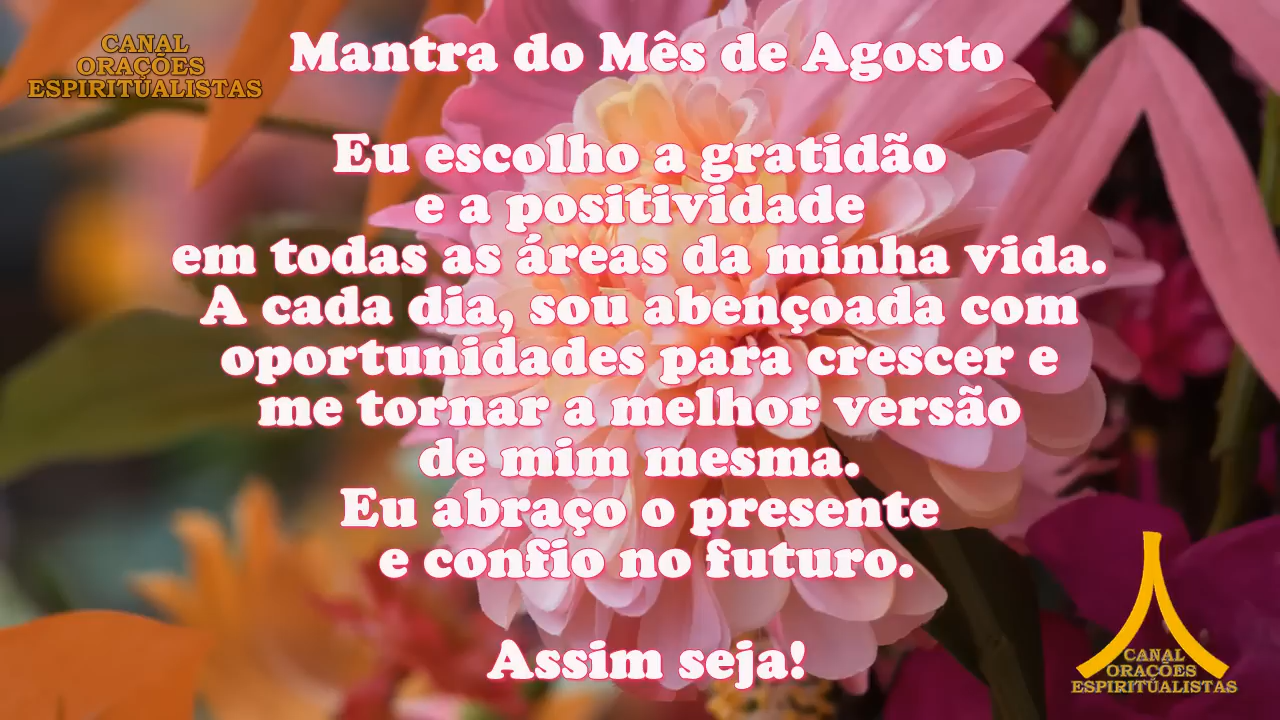 CANAL
ORAÇÕES
ESPIRITUALISTAS
Mantra do Mês de Agosto
Eu escolho a gratidão
e a positividade
em todas as áreas da minha vida.
A cada dia, sou abençoada com
oportunidades para crescer e
me tornar a melhor versão
de mim mesma.
Eu abraço o presente
e confio no futuro.
Assim seja!
CANAL
ORAÇÕES
ESPIRITUALISTAS